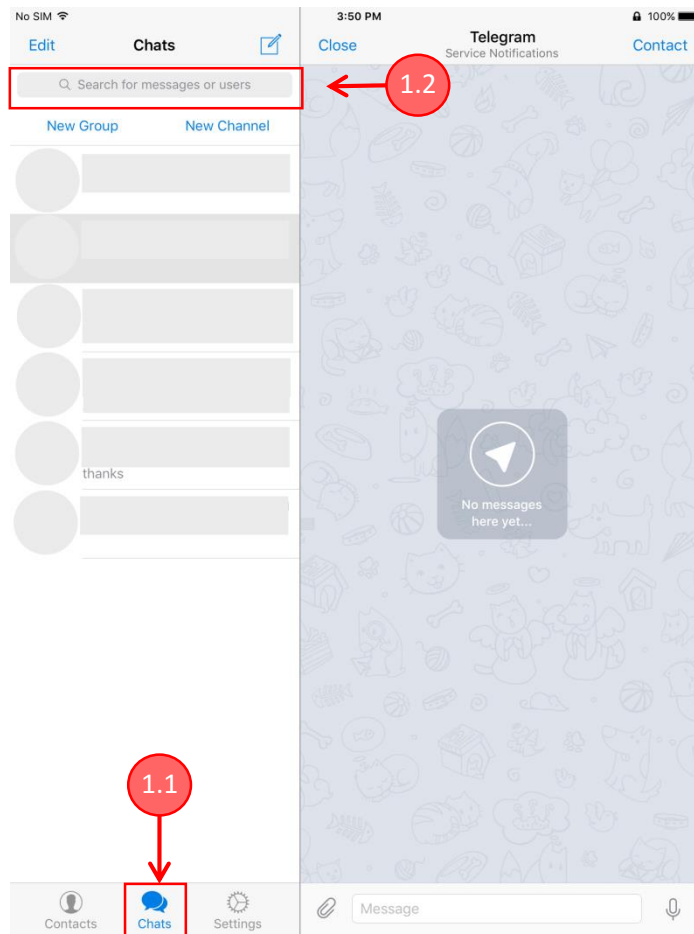 No SIM
3:50 PM
100%
Edit
Chats
Close
Telegram
Service Notifications
Contact
Search for messages or users
1.2
New Group
New Channel
thanks
No messages
here yet...
1.1
Contacts
Chats
Settings
Message